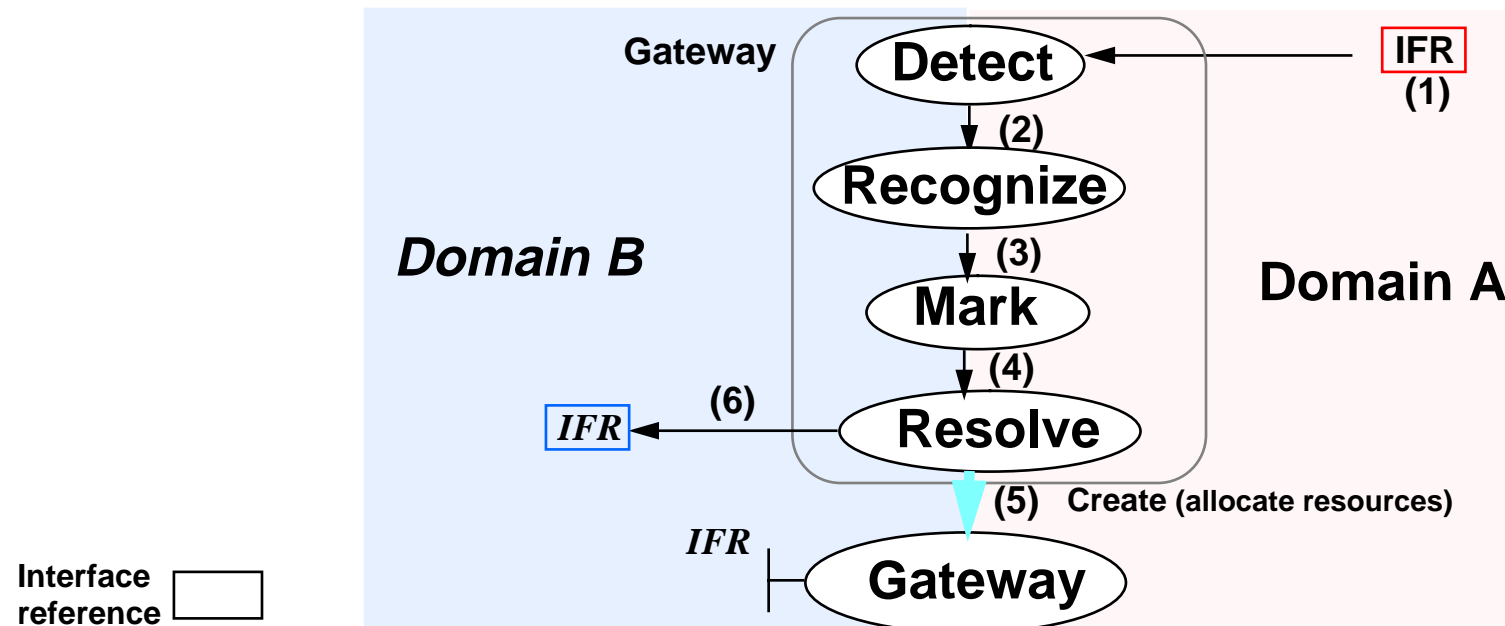 Gateway
Detect
IFR
(1)
(2)
Recognize
(3)
Domain B
Domain A
Mark
(4)
(6)
IFR
Resolve
(5)
Create (allocate resources)
IFR
Gateway
Interface
reference